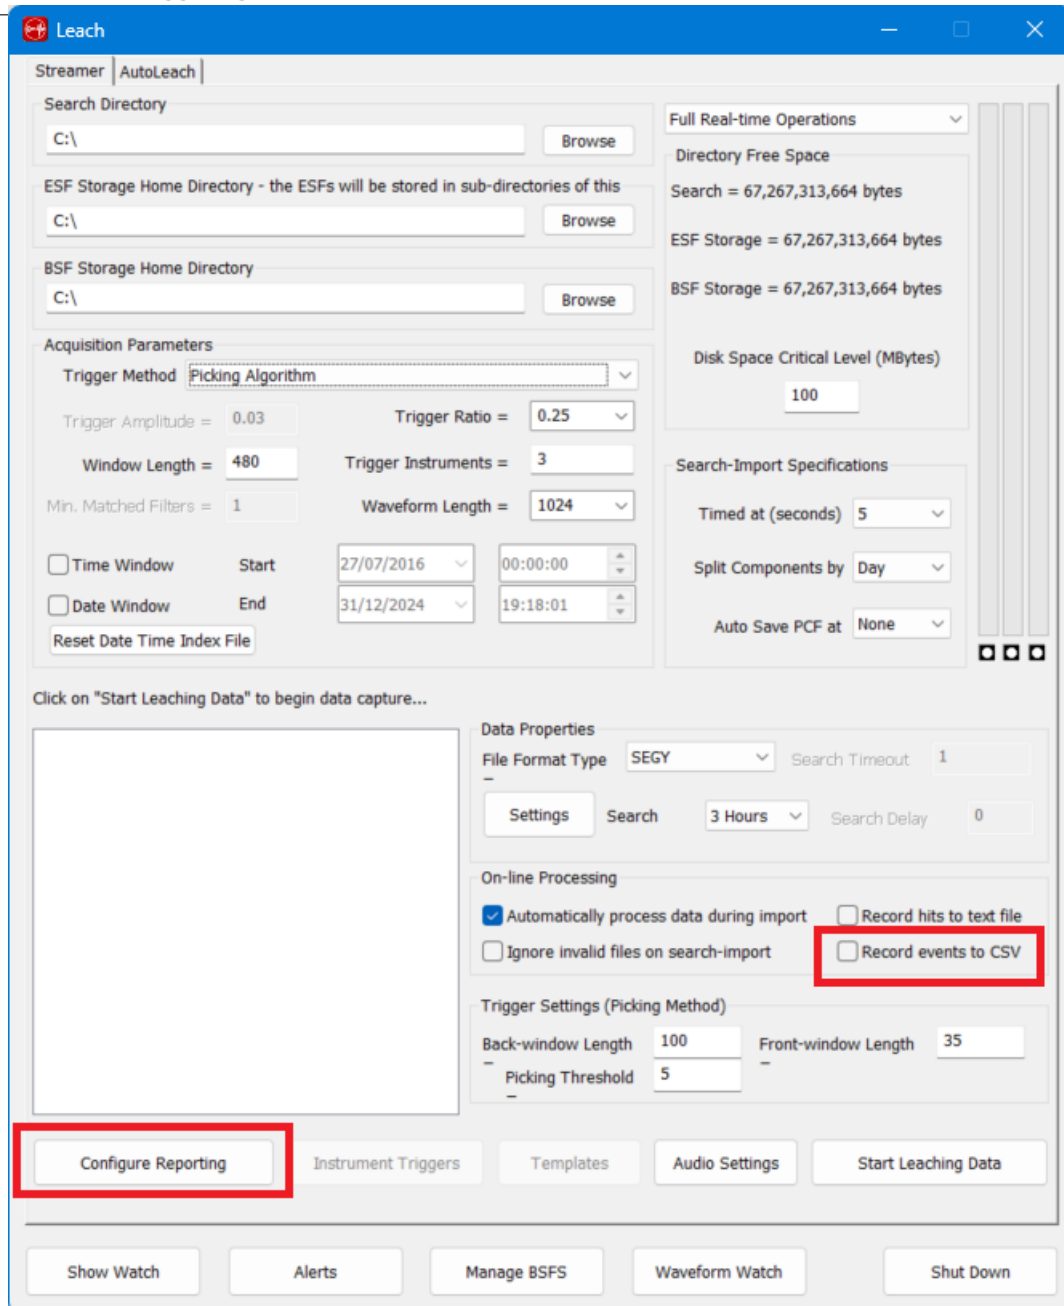 Leach
Streamer AutoLeach
Search Directory
C:\ Browse
ESF Storage Home Directory - the ESFs will be stored in sub-directories of this
C:\ Browse
BSF Storage Home Directory
C:\ Browse
Full Real-time Operations
Directory Free Space
Search = 67,267,313,664 bytes
ESF Storage = 67,267,313,664 bytes
BSF Storage = 67,267,313,664 bytes
Disk Space Critical Level (MBytes)
100
Acquisition Parameters
Trigger Method Picking Algorithm
Trigger Amplitude = 0.03 Trigger Ratio = 0.25
Window Length = 480 Trigger Instruments = 3
Min. Matched Filters = 1 Waveform Length = 1024
Time Window Start 27/07/2016 00:00:00
Date Window End 31/12/2024 19:18:01
Reset Date Time Index File
Search-Import Specifications
Timed at (seconds) 5
Split Components by Day
Auto Save PCF at None
Click on "Start Leaching Data" to begin data capture...
Data Properties
File Format Type SEGY Search Timeout 1
Settings Search 3 Hours Search Delay 0
On-line Processing
Automatically process data during import Record hits to text file
Ignore invalid files on search-import Record events to CSV
Trigger Settings (Picking Method)
Back-window Length 100 Front-window Length 35
Picking Threshold 5
Configure Reporting Instrument Triggers Templates Audio Settings Start Leaching Data
Show Watch Alerts Manage BSFS Waveform Watch Shut Down